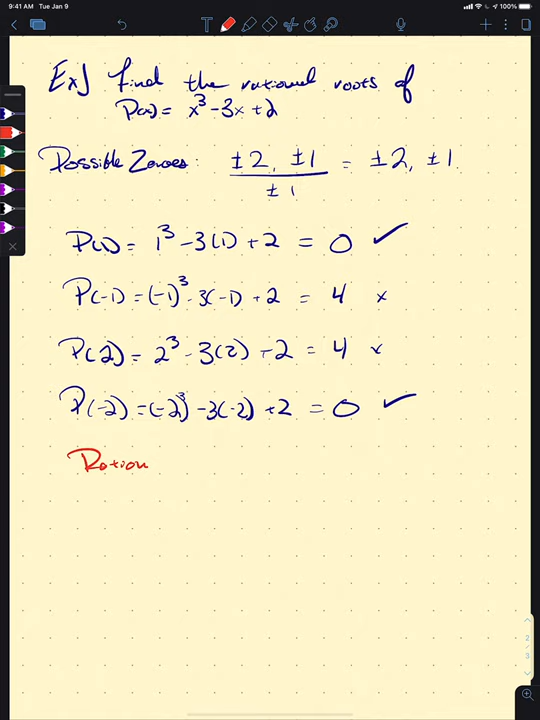 9:41 AM Tue Jan 9
100%
Ex] Find the rational roots of
P(x) = x³ - 3x + 2
Possible Zeroes: ±2, ±1 / ±1 = ±2, ±1
P(1) = 1³ - 3(1) + 2 = 0 ✓
P(-1) = (-1)³ - 3(-1) + 2 = 4 ×
P(2) = 2³ - 3(2) + 2 = 4 ×
P(-2) = (-2)³ - 3(-2) + 2 = 0 ✓
Ration
2
3